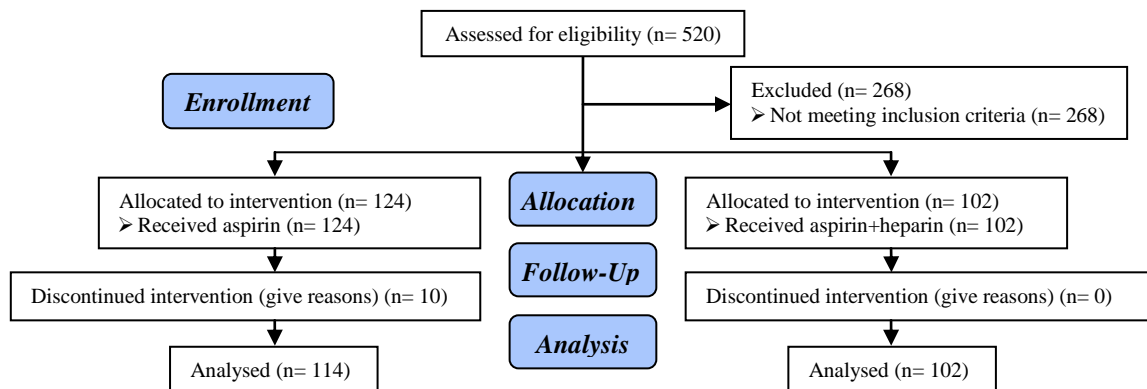 Assessed for eligibility (n= 520)
Enrollment
Excluded (n= 268)
➢ Not meeting inclusion criteria (n= 268)
Allocated to intervention (n= 124)
➢ Received aspirin (n= 124)
Allocation
Allocated to intervention (n= 102)
➢ Received aspirin+heparin (n= 102)
Follow-Up
Discontinued intervention (give reasons) (n= 10)
Discontinued intervention (give reasons) (n= 0)
Analysis
Analysed (n= 114)
Analysed (n= 102)